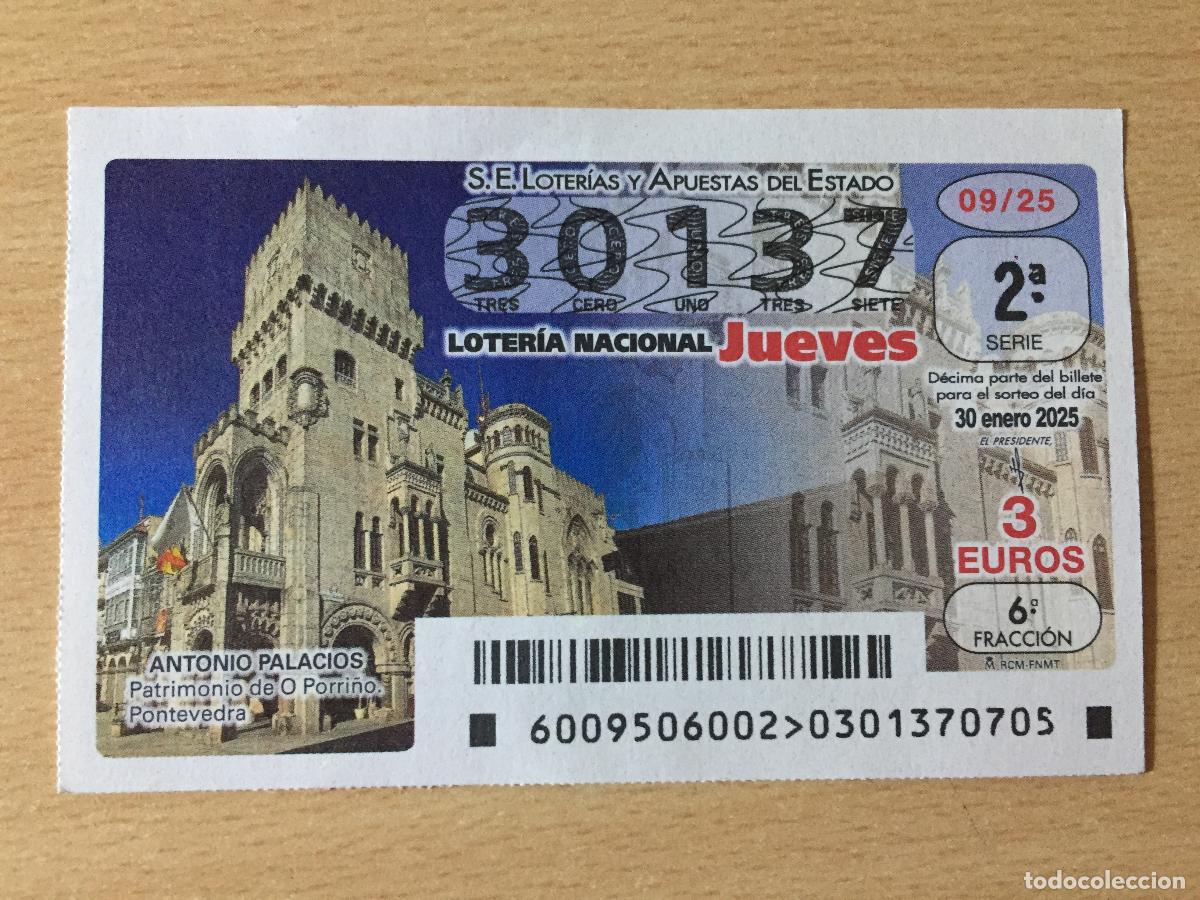 S.E. LOTERÍAS Y APUESTAS DEL ESTADO
30137
TRES CERO UNO TRES SIETE
LOTERÍA NACIONAL Jueves
09/25
2ª
SERIE
Décima parte del billete
para el sorteo del día
30 enero 2025
EL PRESIDENTE,
3
EUROS
6ª
FRACCIÓN
M. RCM-FNMT
ANTONIO PALACIOS
Patrimonio de O Porriño.
Pontevedra
6009506002>0301370705
todocoleccion